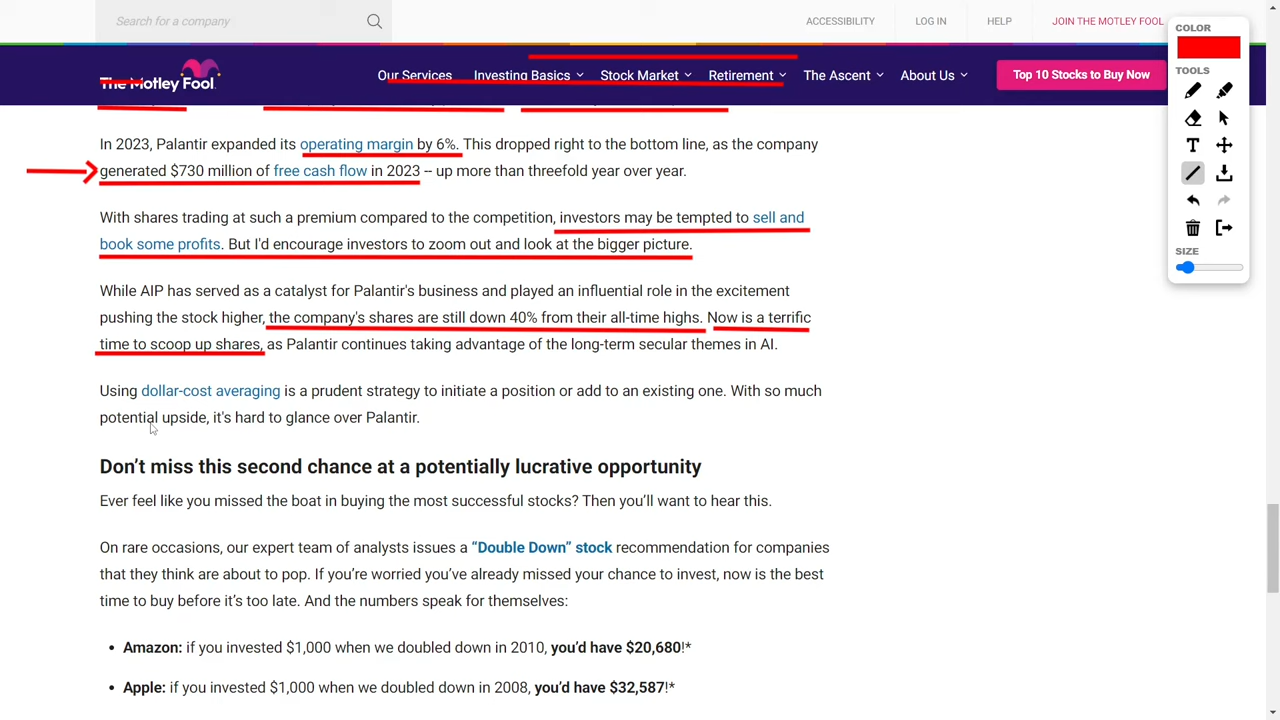 Search for a company
ACCESSIBILITY
LOG IN
HELP
JOIN THE MOTLEY FOOL
The Motley Fool
Our Services
Investing Basics
Stock Market
Retirement
The Ascent
About Us
Top 10 Stocks to Buy Now
COLOR
TOOLS
T
SIZE
In 2023, Palantir expanded its operating margin by 6%. This dropped right to the bottom line, as the company
generated $730 million of free cash flow in 2023 -- up more than threefold year over year.
With shares trading at such a premium compared to the competition, investors may be tempted to sell and
book some profits. But I'd encourage investors to zoom out and look at the bigger picture.
While AIP has served as a catalyst for Palantir's business and played an influential role in the excitement
pushing the stock higher, the company's shares are still down 40% from their all-time highs. Now is a terrific
time to scoop up shares, as Palantir continues taking advantage of the long-term secular themes in AI.
Using dollar-cost averaging is a prudent strategy to initiate a position or add to an existing one. With so much
potential upside, it's hard to glance over Palantir.
Don’t miss this second chance at a potentially lucrative opportunity
Ever feel like you missed the boat in buying the most successful stocks? Then you’ll want to hear this.
On rare occasions, our expert team of analysts issues a “Double Down” stock recommendation for companies
that they think are about to pop. If you’re worried you’ve already missed your chance to invest, now is the best
time to buy before it’s too late. And the numbers speak for themselves:
• Amazon: if you invested $1,000 when we doubled down in 2010, you’d have $20,680!*
• Apple: if you invested $1,000 when we doubled down in 2008, you’d have $32,587!*